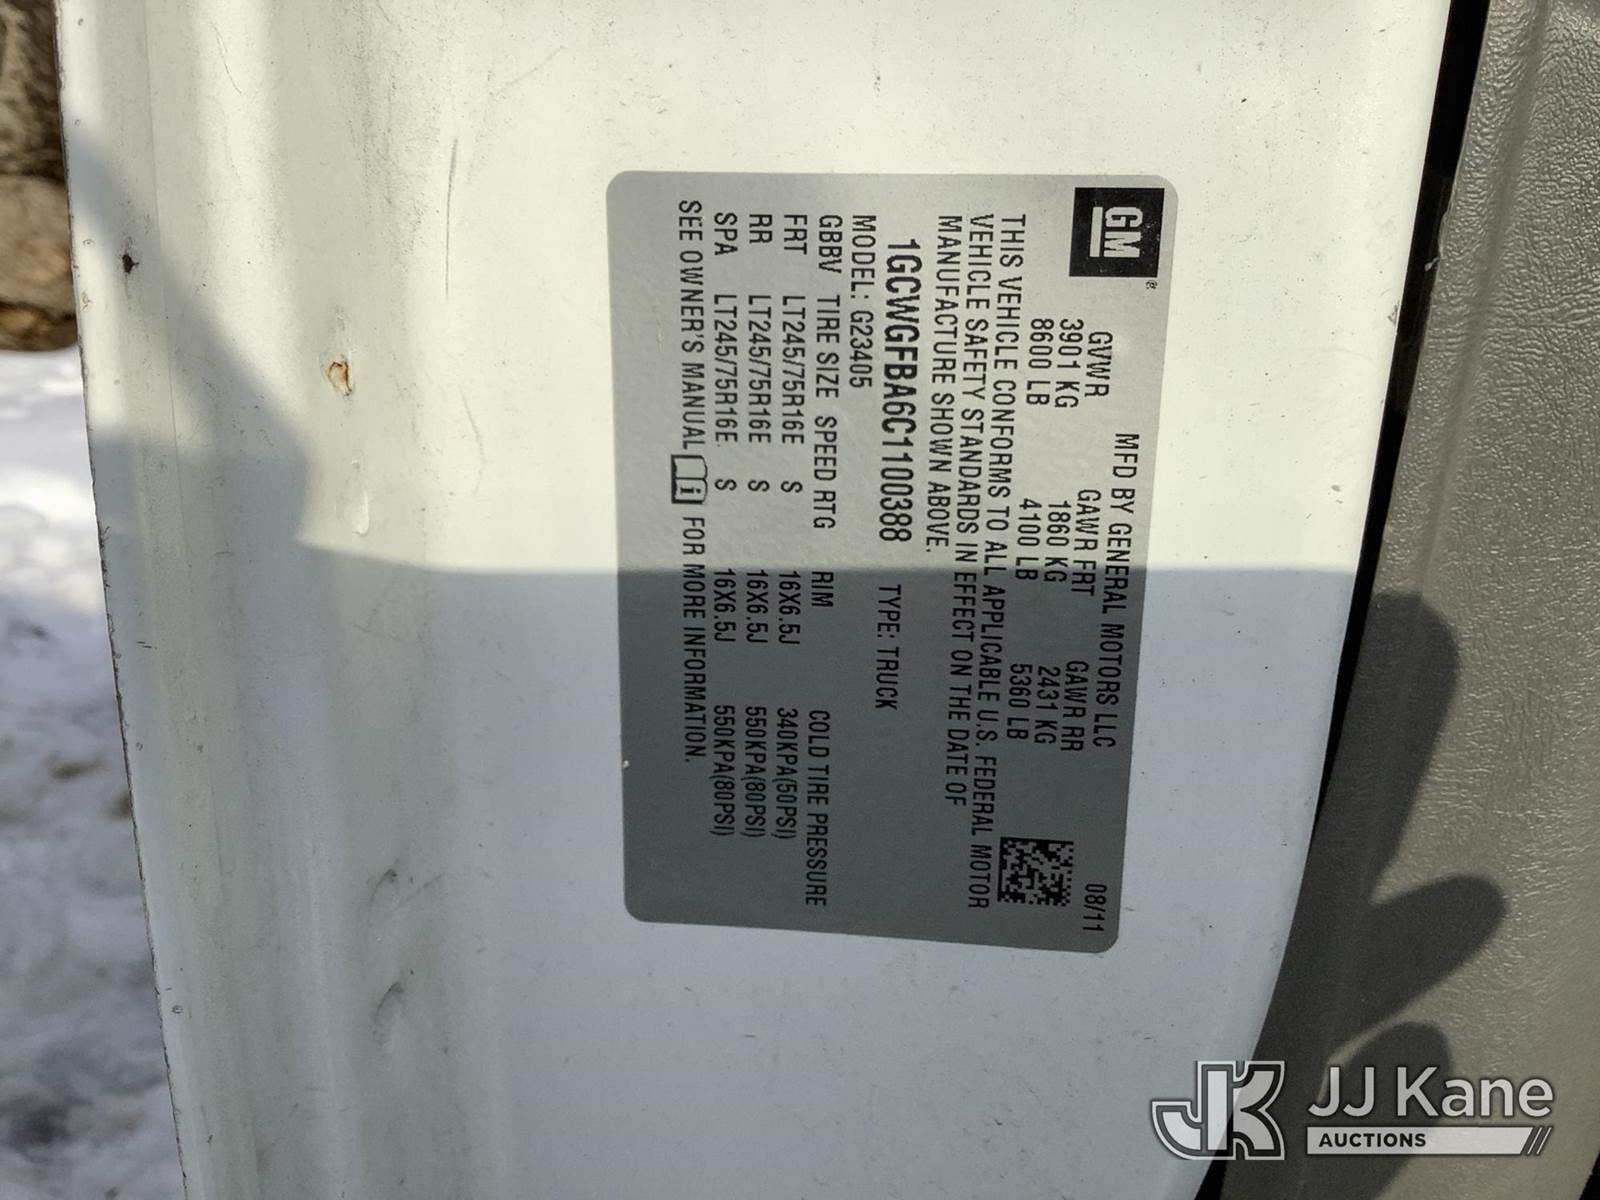 GM®
MFD BY GENERAL MOTORS LLC 08/11
GVWR GAWR FRT GAWR RR
3901 KG 1860 KG 2431 KG
8600 LB 4100 LB 5360 LB
THIS VEHICLE CONFORMS TO ALL APPLICABLE U.S. FEDERAL MOTOR
VEHICLE SAFETY STANDARDS IN EFFECT ON THE DATE OF
MANUFACTURE SHOWN ABOVE.
1GCWGFBA6C1100388 TYPE: TRUCK
MODEL: G23405
GBBV TIRE SIZE SPEED RTG RIM COLD TIRE PRESSURE
FRT LT245/75R16E S 16X6.5J 340KPA(50PSI)
RR LT245/75R16E S 16X6.5J 550KPA(80PSI)
SPA LT245/75R16E S 16X6.5J 550KPA(80PSI)
SEE OWNER'S MANUAL i FOR MORE INFORMATION.
JK JJ Kane
AUCTIONS